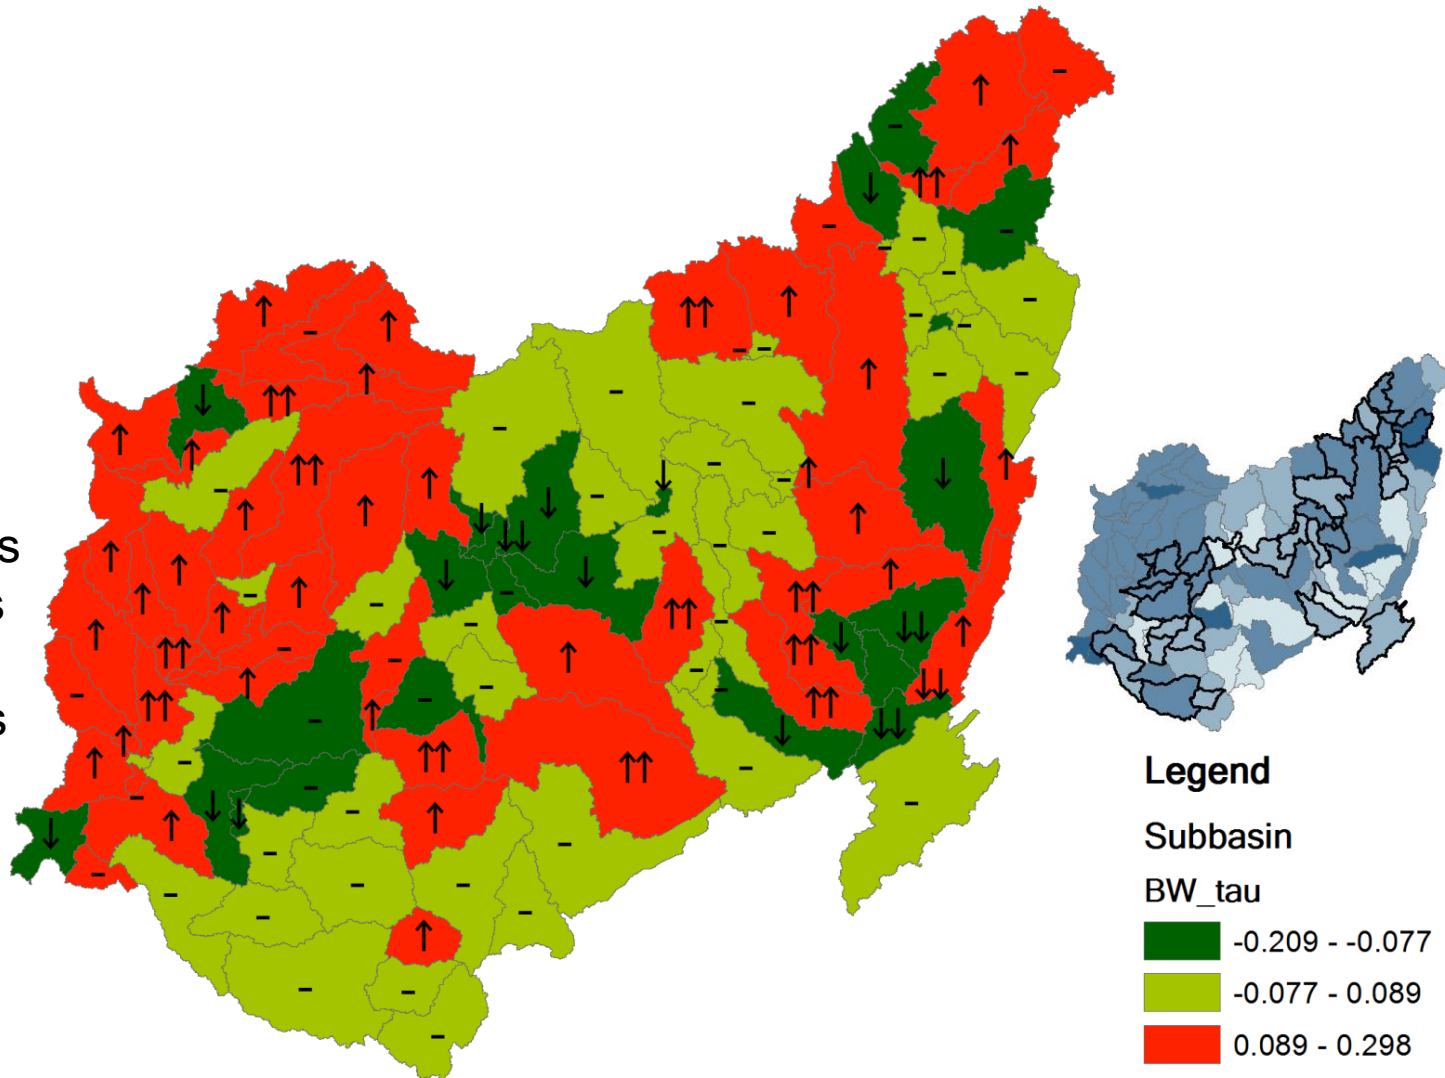 s
s
s
Legend
Subbasin
BW_tau
-0.209 - -0.077
-0.077 - 0.089
0.089 - 0.298